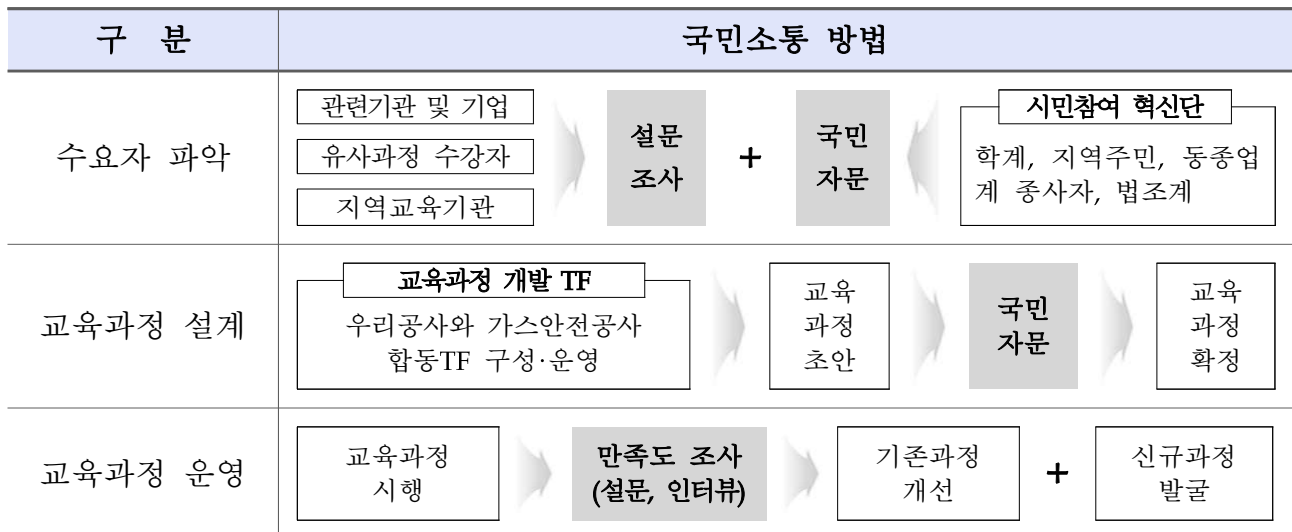 구 분
국민소통 방법
수요자 파악
관련기관 및 기업
유사과정 수강자
지역교육기관
설문
조사
+
국민
자문
시민참여 혁신단
학계, 지역주민, 동종업
계 종사자, 법조계
교육과정 설계
교육과정 개발 TF
우리공사와 가스안전공사
합동TF 구성·운영
교육
과정
초안
국민
자문
교육
과정
확정
교육과정 운영
교육과정
시행
만족도 조사
(설문, 인터뷰)
기존과정
개선
+
신규과정
발굴